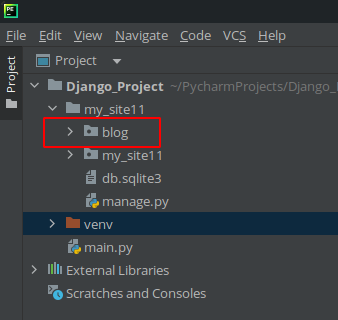 PC
File Edit View Navigate Code VCS Help
Project
Project
Django_Project ~/PycharmProjects/Django_
my_site11
blog
my_site11
db.sqlite3
manage.py
venv
main.py
External Libraries
Scratches and Consoles